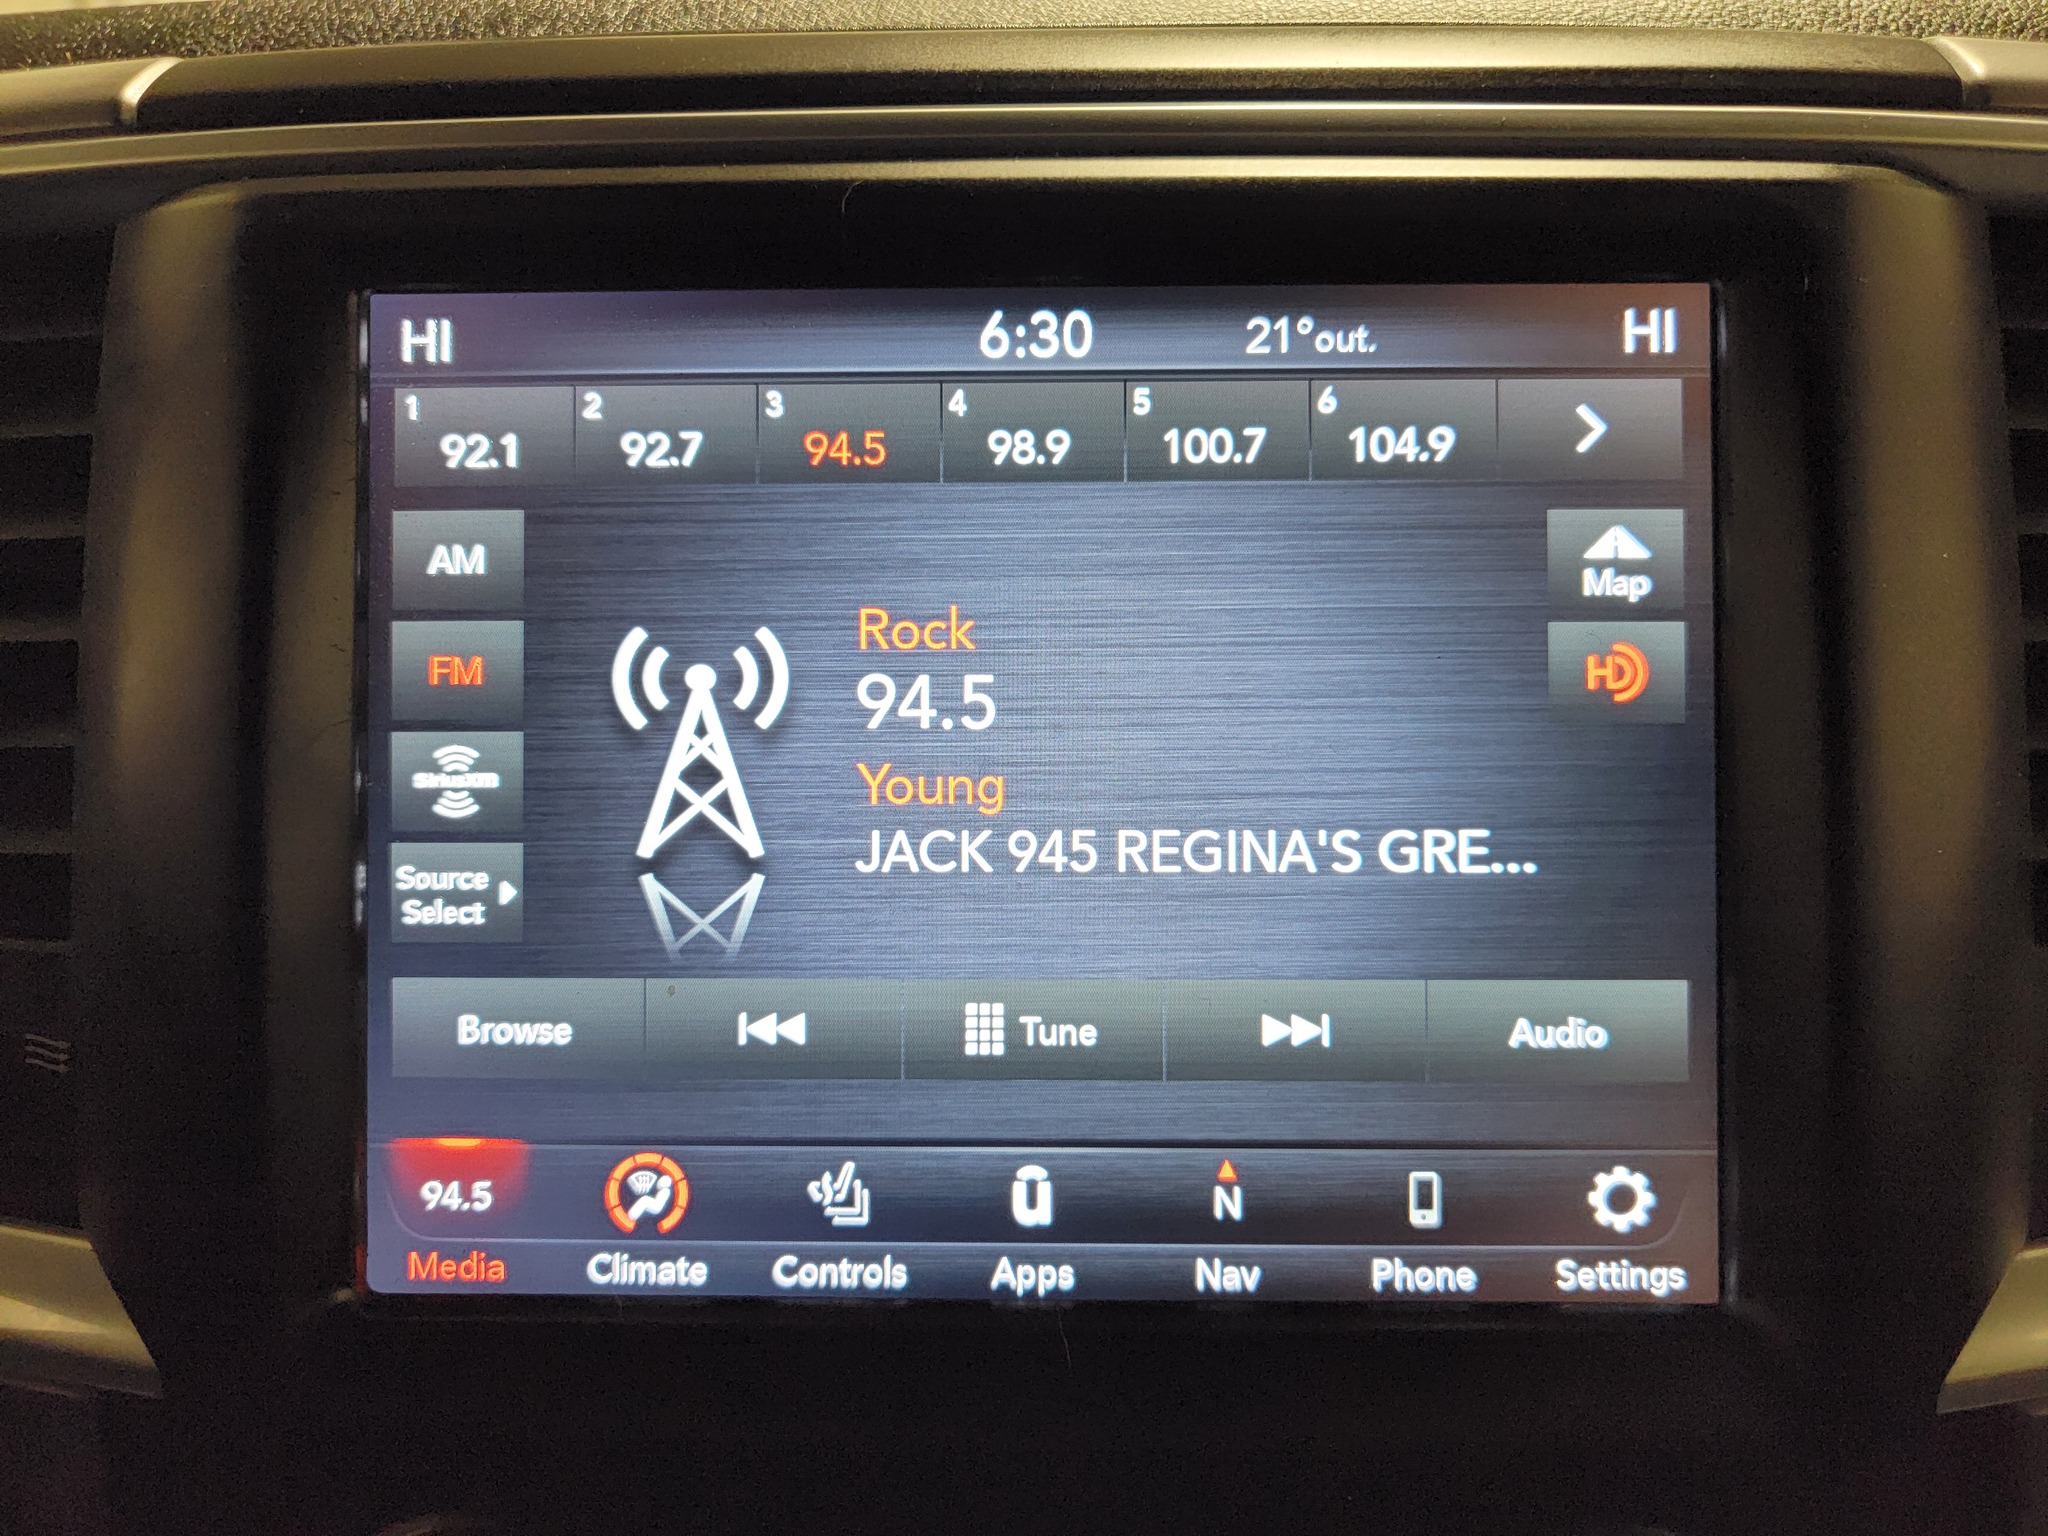 HI 6:30 21°out. HI
1 2 3 4 5 6
92.1 92.7 94.5 98.9 100.7 104.9
AM
Map
Rock
FM
HD
94.5
SiriusXM
Young
JACK 945 REGINA'S GRE...
Source
Select
Browse Tune Audio
94.5 u N
Media Climate Controls Apps Nav Phone Settings